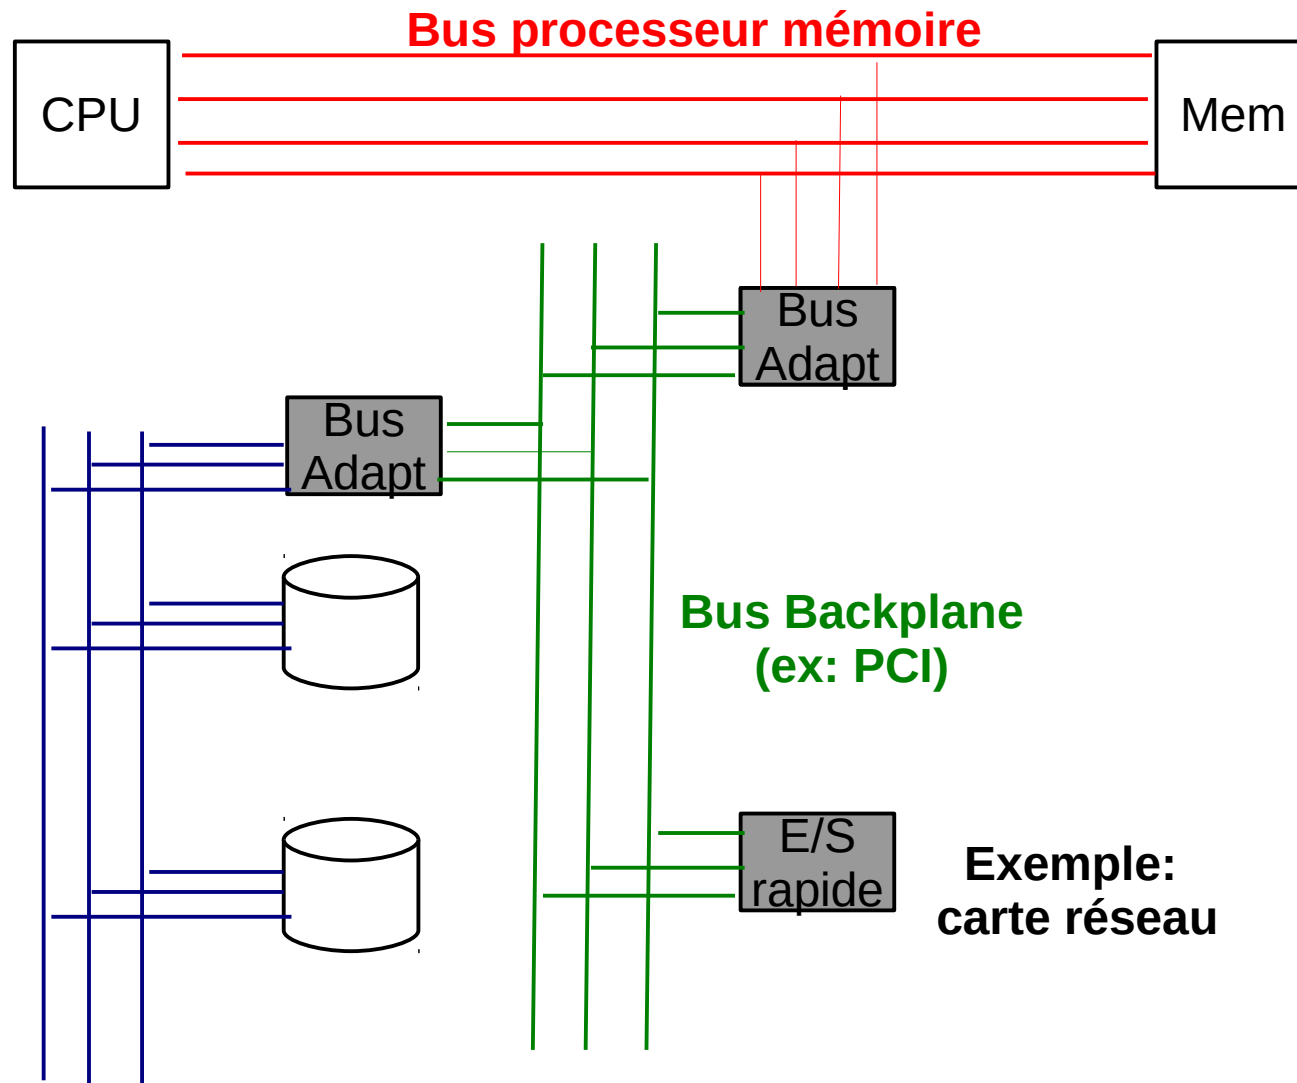 Bus processeur mémoire
CPU
Mem
Bus
Adapt
Bus
Adapt
Bus Backplane
(ex: PCI)
E/S
rapide
Exemple:
carte réseau